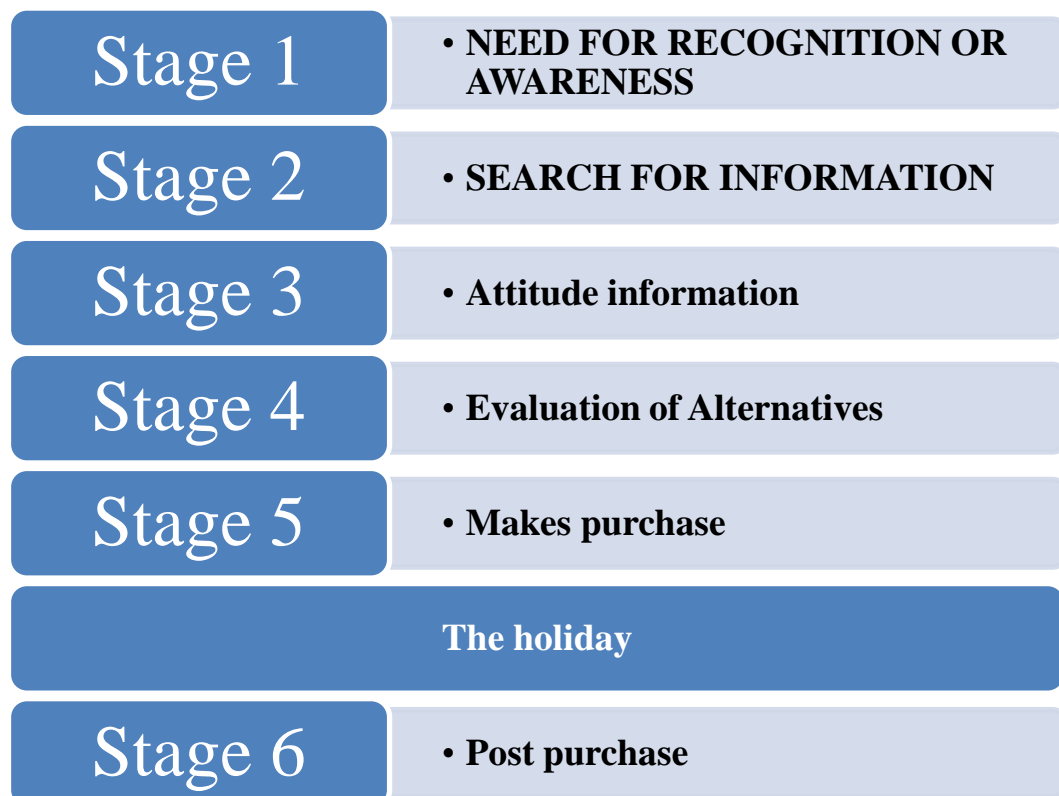 Stage 1
• NEED FOR RECOGNITION OR
AWARENESS
Stage 2
• SEARCH FOR INFORMATION
Stage 3
• Attitude information
Stage 4
• Evaluation of Alternatives
Stage 5
• Makes purchase
The holiday
Stage 6
• Post purchase